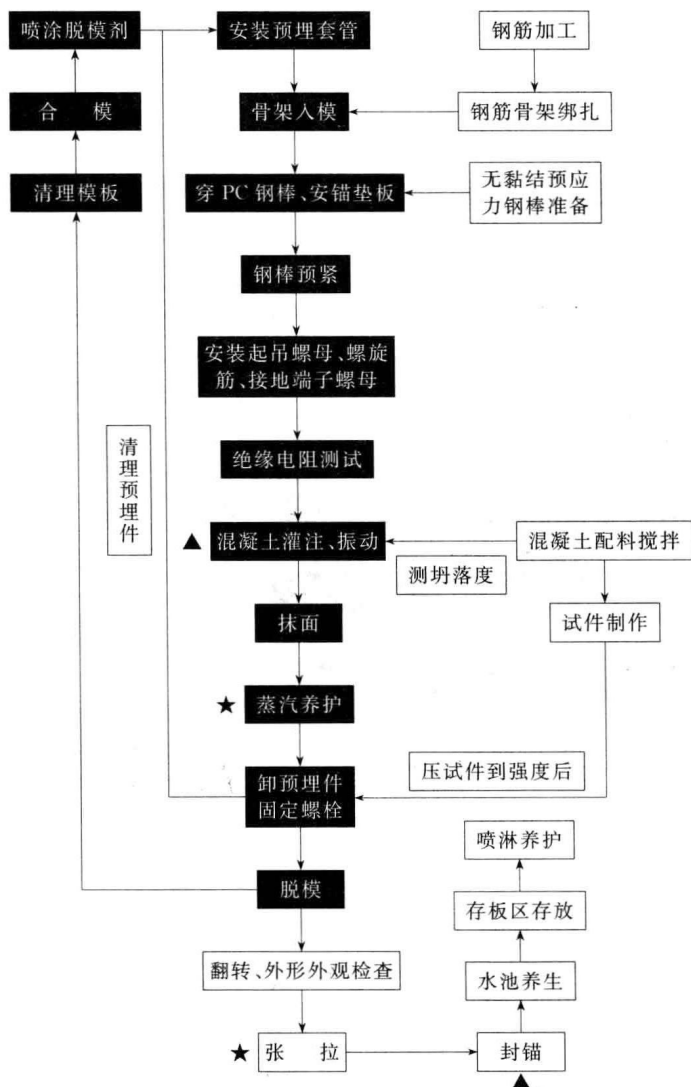 喷涂脱模剂
安装预埋套管
钢筋加工
合 模
骨架入模
钢筋骨架绑扎
清理模板
穿 PC 钢棒、安锚垫板
无黏结预应
力钢棒准备
钢棒预紧
安装起吊螺母、螺旋
筋、接地端子螺母
清理预埋件
绝缘电阻测试
▲ 混凝土灌注、振动
混凝土配料搅拌
测坍落度
抹面
试件制作
★ 蒸汽养护
卸预埋件
固定螺栓
压试件到强度后
喷淋养护
脱模
存板区存放
翻转、外形外观检查
水池养生
★ 张 拉
封锚
▲